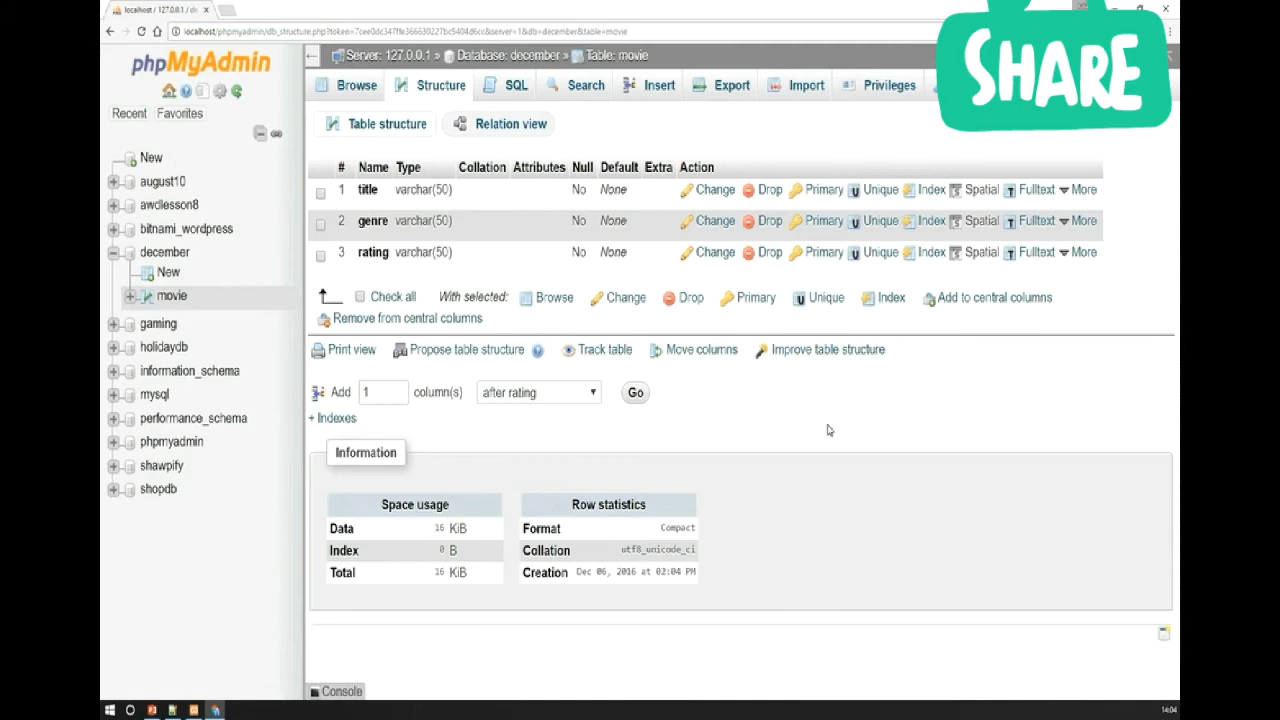 localhost / 127.0.0.1 / de
localhost/phpmyadmin/db_structure.php?token=7cee0dc347ffe366630227bc5404d6cc&server=1&db=december&table=movie
SHARE
phpMyAdmin
Server: 127.0.0.1 » Database: december » Table: movie
Browse Structure SQL Search Insert Export Import Privileges
Recent Favorites
Table structure Relation view
New
august10
awdlesson8
bitnami_wordpress
december
New
movie
gaming
holidaydb
information_schema
mysql
performance_schema
phpmyadmin
shawpify
shopdb
# Name Type Collation Attributes Null Default Extra Action
1 title varchar(50) No None Change Drop Primary Unique Index Spatial Fulltext More
2 genre varchar(50) No None Change Drop Primary Unique Index Spatial Fulltext More
3 rating varchar(50) No None Change Drop Primary Unique Index Spatial Fulltext More
Check all With selected: Browse Change Drop Primary Unique Index Add to central columns
Remove from central columns
Print view Propose table structure Track table Move columns Improve table structure
Add 1 column(s) after rating Go
+ Indexes
Information
Space usage
Data 16 KiB
Index 0 B
Total 16 KiB
Row statistics
Format Compact
Collation utf8_unicode_ci
Creation Dec 06, 2016 at 02:04 PM
Console
14:04